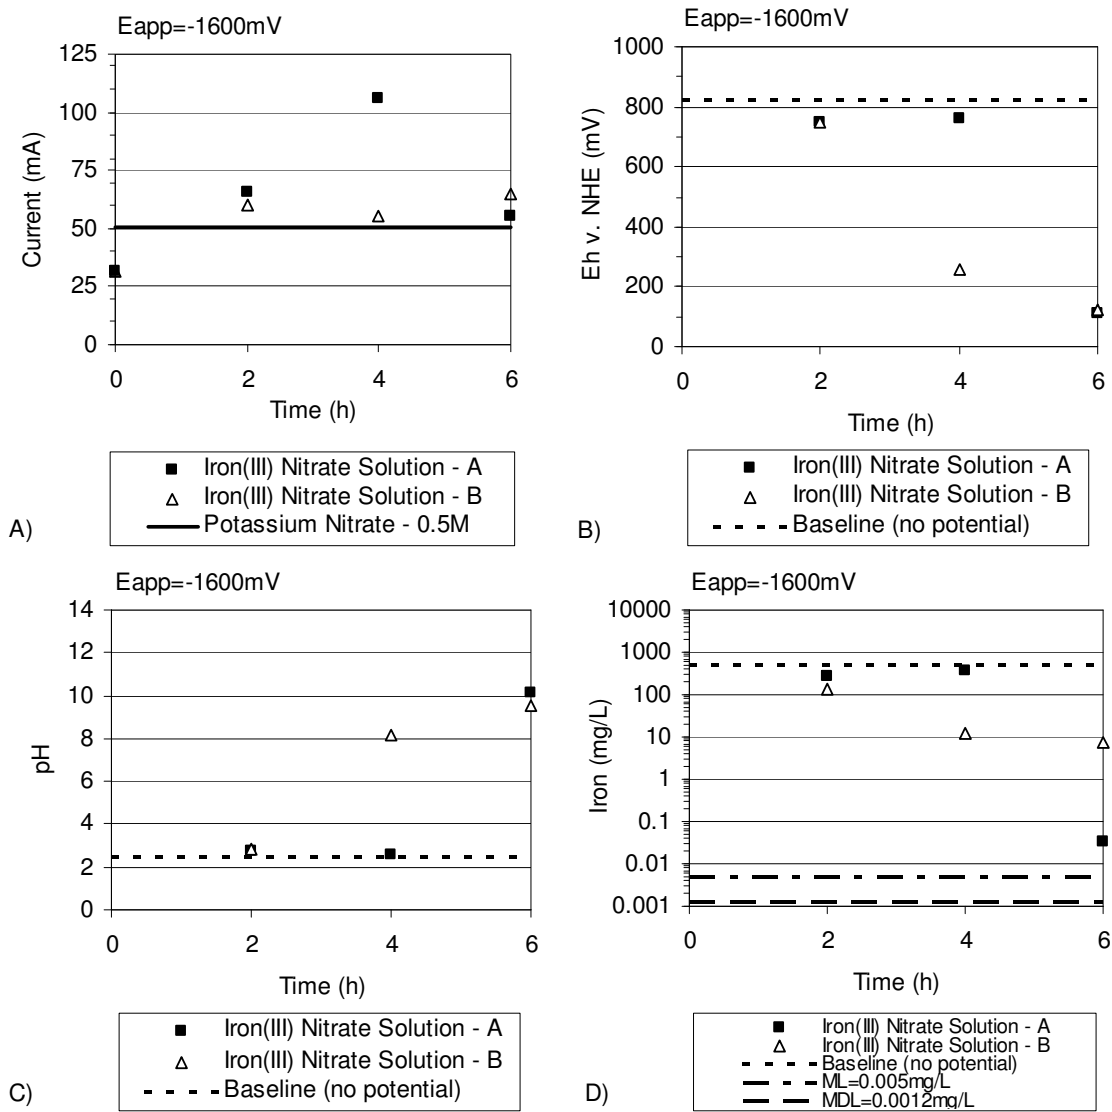 Eapp=-1600mV
125
100
75
50
25
0
Current (mA)
0 2 4 6
Time (h)
Iron(III) Nitrate Solution - A
Iron(III) Nitrate Solution - B
Potassium Nitrate - 0.5M
A)
Eapp=-1600mV
1000
800
600
400
200
0
Eh v. NHE (mV)
0 2 4 6
Time (h)
Iron(III) Nitrate Solution - A
Iron(III) Nitrate Solution - B
Baseline (no potential)
B)
Eapp=-1600mV
14
12
10
8
6
4
2
0
pH
0 2 4 6
Time (h)
Iron(III) Nitrate Solution - A
Iron(III) Nitrate Solution - B
Baseline (no potential)
C)
Eapp=-1600mV
10000
1000
100
10
1
0.1
0.01
0.001
Iron (mg/L)
0 2 4 6
Time (h)
Iron(III) Nitrate Solution - A
Iron(III) Nitrate Solution - B
Baseline (no potential)
ML=0.005mg/L
MDL=0.0012mg/L
D)